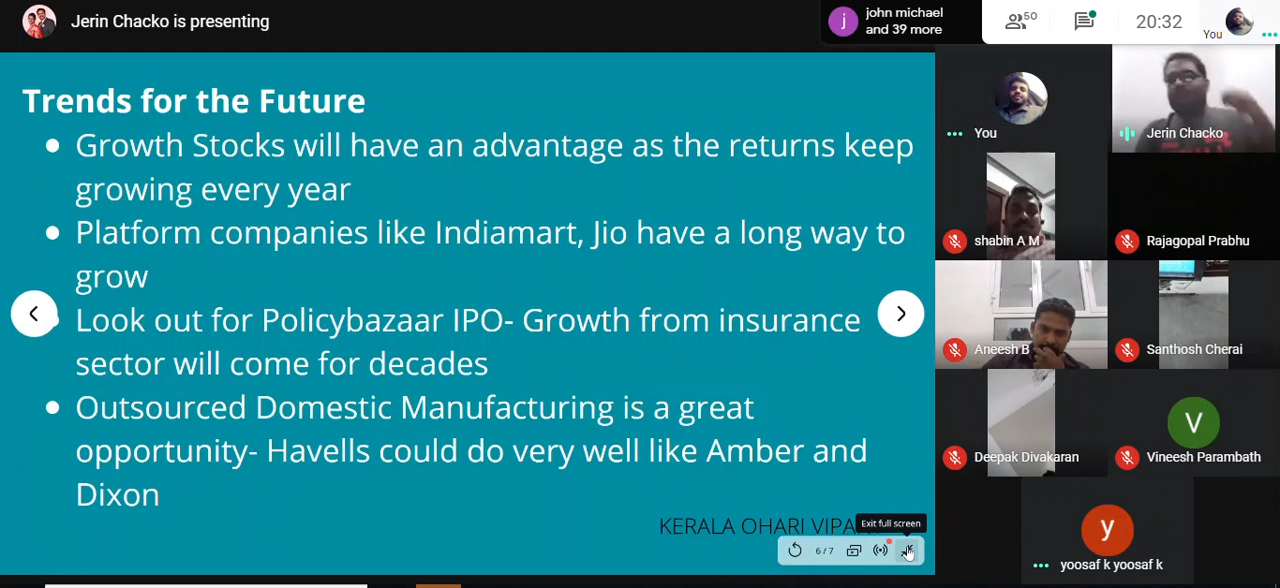 Jerin Chacko is presenting
john michael
and 39 more
50
20:32
You
Trends for the Future
Growth Stocks will have an advantage as the returns keep
growing every year
Platform companies like Indiamart, Jio have a long way to
grow
Look out for Policybazaar IPO- Growth from insurance
sector will come for decades
Outsourced Domestic Manufacturing is a great
opportunity- Havells could do very well like Amber and
Dixon
KERALA OHARI
Exit full screen
6/7
You
Jerin Chacko
shabin A M
Rajagopal Prabhu
Aneesh B
Santhosh Cherai
Deepak Divakaran
V
Vineesh Parambath
y
yoosaf k yoosaf k
j